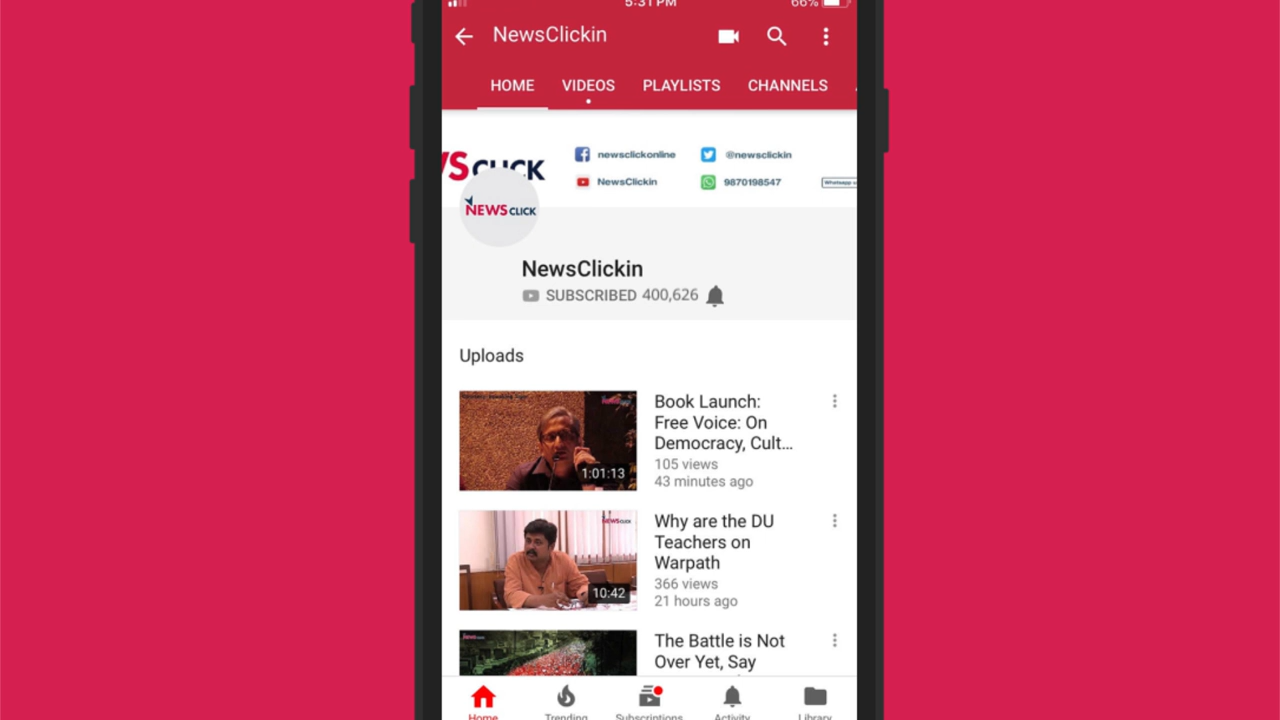 5:31 PM 66%
NewsClickin
HOME VIDEOS PLAYLISTS CHANNELS
CLICK
newsclickonline @newsclickin
NewsClickin 9870198547
NEWS CLICK
NewsClickin
SUBSCRIBED 400,626
Uploads
Book Launch:
Free Voice: On
Democracy, Cult...
105 views
43 minutes ago
1:01:13
Why are the DU
Teachers on
Warpath
366 views
21 hours ago
NEWSCLICK
10:42
The Battle is Not
Over Yet, Say
Home Trending Subscriptions Activity Library